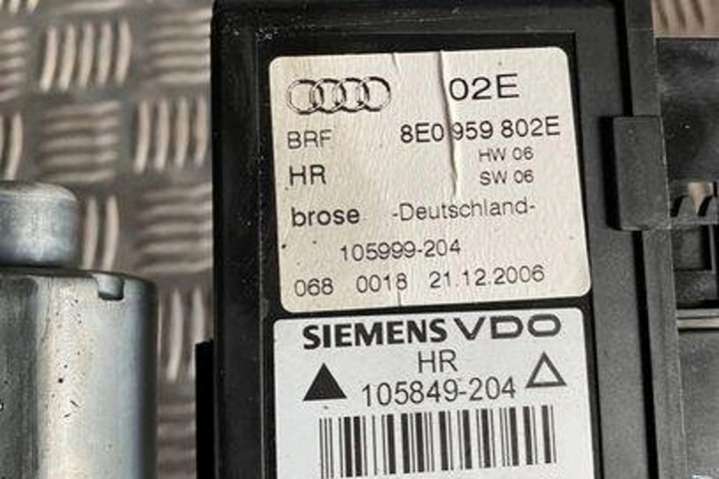 02E
BRF 8E0 959 802E
HW 06
HR SW 06
brose -Deutschland-
105999-204
068 0018 21.12.2006
SIEMENS VDO
HR
105849-204